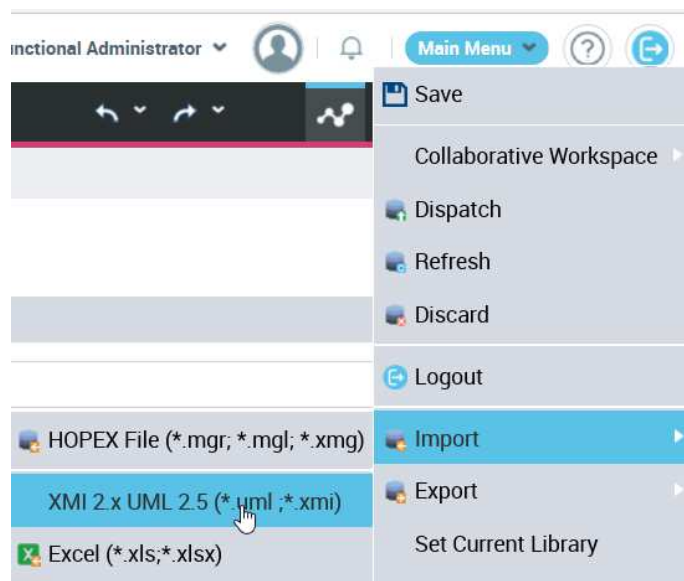 nctional Administrator
Main Menu
Save
Collaborative Workspace
Dispatch
Refresh
Discard
Logout
HOPEX File (*.mgr; *.mgl; *.xmg)
Import
XMI 2.x UML 2.5 (*.uml ;*.xmi)
Export
Excel (*.xls;*.xlsx)
Set Current Library